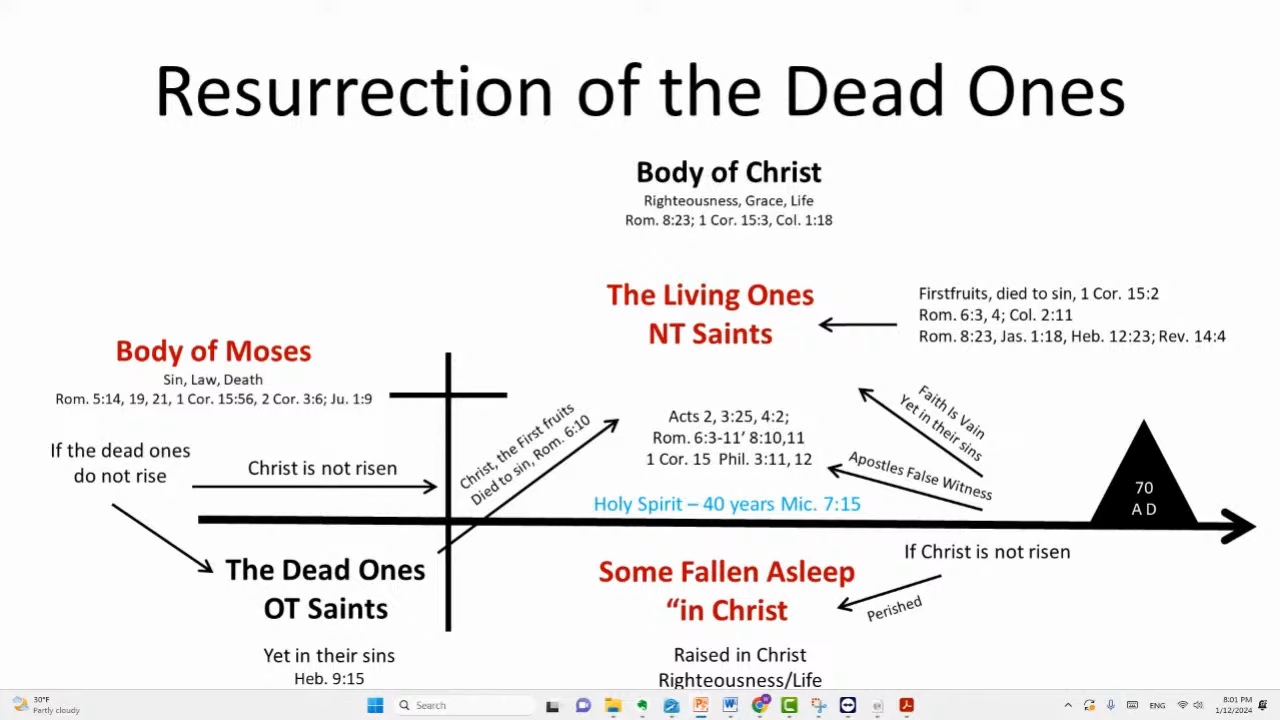 Resurrection of the Dead Ones
Body of Christ
Righteousness, Grace, Life
Rom. 8:23; 1 Cor. 15:3, Col. 1:18
The Living Ones
NT Saints
Firstfruits, died to sin, 1 Cor. 15:2
Rom. 6:3, 4; Col. 2:11
Rom. 8:23, Jas. 1:18, Heb. 12:23; Rev. 14:4
Body of Moses
Sin, Law, Death
Rom. 5:14, 19, 21, 1 Cor. 15:56, 2 Cor. 3:6; Ju. 1:9
If the dead ones
do not rise
Christ is not risen
Christ, the First fruits
Died to sin, Rom. 6:10
Acts 2, 3:25, 4:2;
Rom. 6:3-11’ 8:10,11
1 Cor. 15  Phil. 3:11, 12
Faith Is Vain
Yet in their sins
Apostles False Witness
Holy Spirit – 40 years Mic. 7:15
70
A D
The Dead Ones
OT Saints
Yet in their sins
Heb. 9:15
Some Fallen Asleep
“in Christ
Raised in Christ
Righteousness/Life
If Christ is not risen
Perished
30°F
Partly cloudy
Search
ENG
8:01 PM
1/12/2024